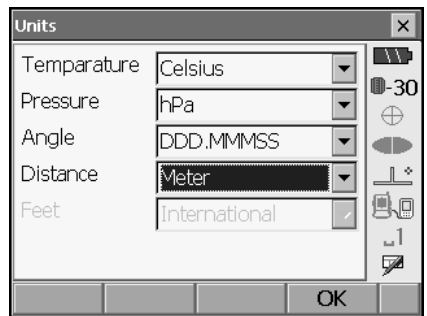 Units
Temparature Celsius
Pressure hPa
Angle DDD.MMMSS
Distance Meter
Feet International
-30
1
OK